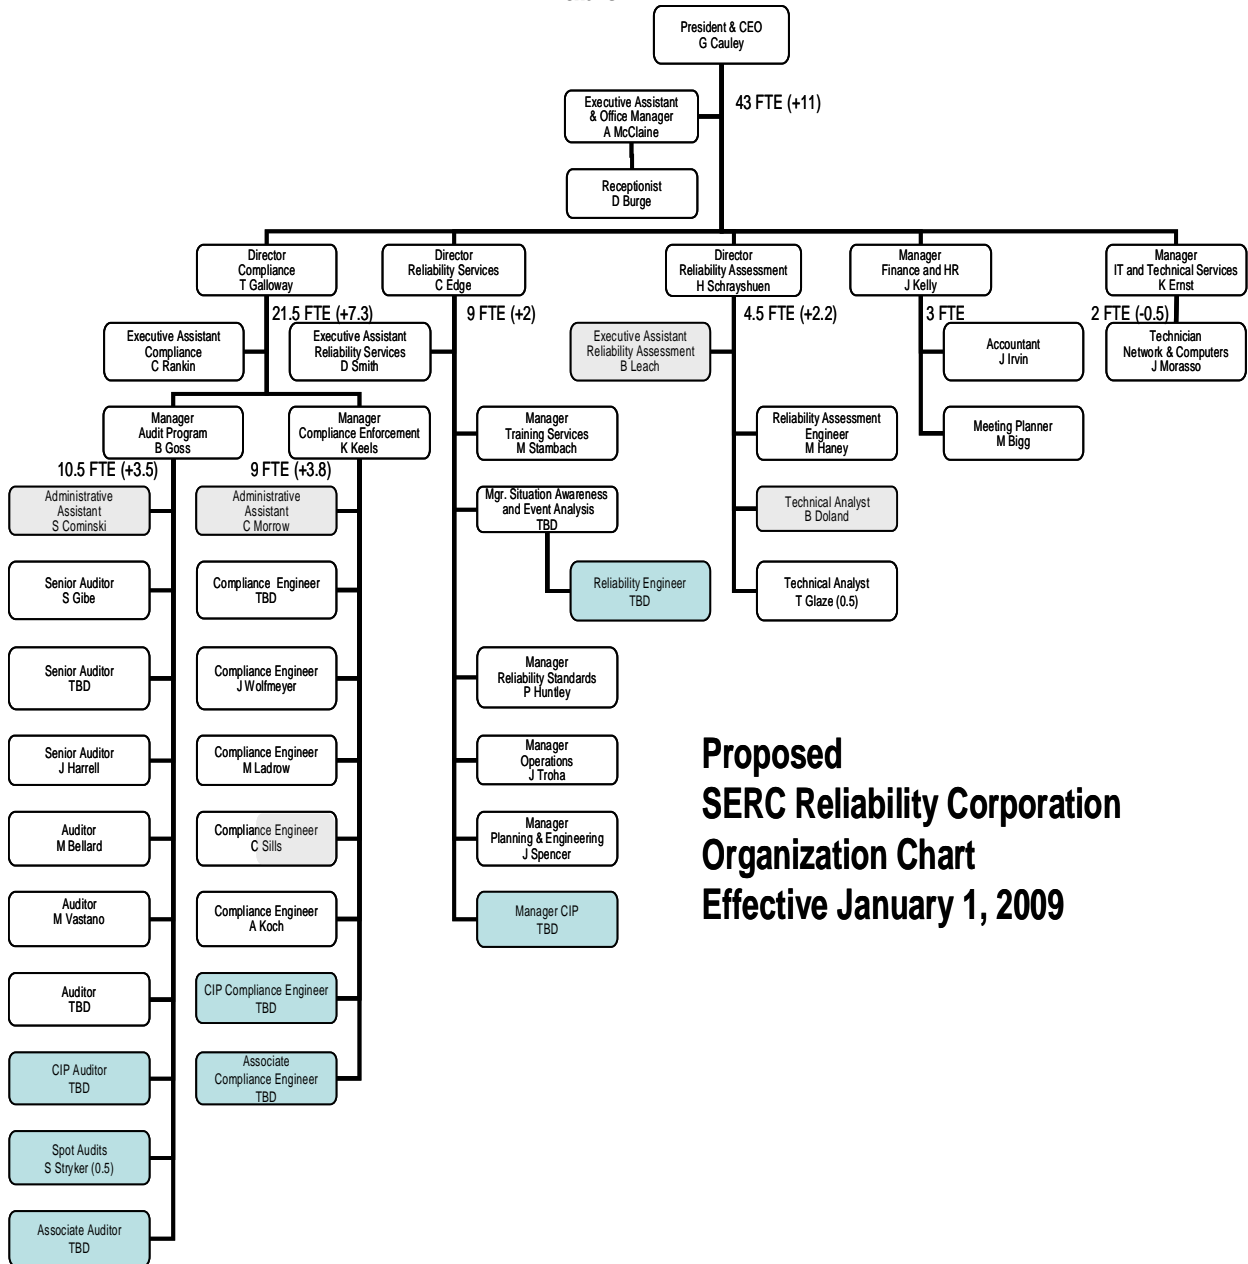 President & CEO
G Cauley
43 FTE (+11)
Executive Assistant
& Office Manager
A McClaine
Receptionist
D Burge
Director
Compliance
T Galloway
Director
Reliability Services
C Edge
Director
Reliability Assessment
H Schrayshuen
Manager
Finance and HR
J Kelly
Manager
IT and Technical Services
K Ernst
21.5 FTE (+7.3)
9 FTE (+2)
4.5 FTE (+2.2)
3 FTE
2 FTE (-0.5)
Executive Assistant
Compliance
C Rankin
Executive Assistant
Reliability Services
D Smith
Executive Assistant
Reliability Assessment
B Leach
Accountant
J Irvin
Technician
Network & Computers
J Morasso
Manager
Audit Program
B Goss
Manager
Compliance Enforcement
K Keels
Manager
Training Services
M Stambach
Reliability Assessment
Engineer
M Haney
Meeting Planner
M Bigg
10.5 FTE (+3.5)
9 FTE (+3.8)
Administrative
Assistant
S Cominski
Administrative
Assistant
C Morrow
Mgr. Situation Awareness
and Event Analysis
TBD
Technical Analyst
B Doland
Senior Auditor
S Gibe
Compliance Engineer
TBD
Reliability Engineer
TBD
Technical Analyst
T Glaze (0.5)
Senior Auditor
TBD
Compliance Engineer
J Wolfmeyer
Manager
Reliability Standards
P Huntley
Senior Auditor
J Harrell
Compliance Engineer
M Ladrow
Manager
Operations
J Troha
Auditor
M Bellard
Compliance Engineer
C Sills
Manager
Planning & Engineering
J Spencer
Auditor
M Vastano
Compliance Engineer
A Koch
Manager CIP
TBD
Auditor
TBD
CIP Compliance Engineer
TBD
CIP Auditor
TBD
Associate
Compliance Engineer
TBD
Spot Audits
S Stryker (0.5)
Associate Auditor
TBD
Proposed
SERC Reliability Corporation
Organization Chart
Effective January 1, 2009